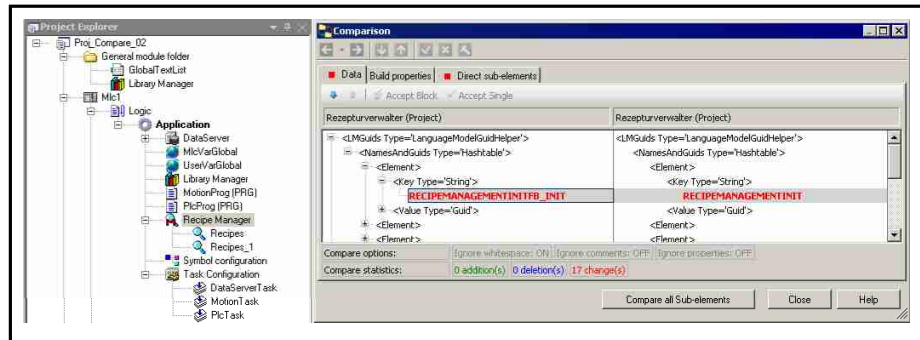 Project Explorer
Proj_Compare_02
General module folder
GlobalTextList
Library Manager
Mlc1
Logic
Application
DataServer
MlcVarGlobal
UserVarGlobal
Library Manager
MotionProg (PRG)
PlcProg (PRG)
Recipe Manager
Recipes
Recipes_1
Symbol configuration
Task Configuration
DataServerTask
MotionTask
PlcTask
Comparison
Data Build properties Direct sub-elements
Accept Block Accept Single
Rezepturverwalter (Project) Rezepturverwalter (Project)
<LMGuids Type='LanguageModelGuidHelper'> <LMGuids Type='LanguageModelGuidHelper'>
<NamesAndGuids Type='Hashtable'> <NamesAndGuids Type='Hashtable'>
<Element> <Element>
<Key Type='String'> <Key Type='String'>
RECIPEMANAGEMENTINITFB_INIT RECIPEMANAGEMENTINIT
<Value Type='Guid'> <Value Type='Guid'>
<Element> <Element>
<Element> <Element>
Compare options: Ignore whitespace: ON Ignore comments: OFF Ignore properties: OFF
Compare statistics: 0 addition(s) 0 deletion(s) 17 change(s)
Compare all Sub-elements Close Help